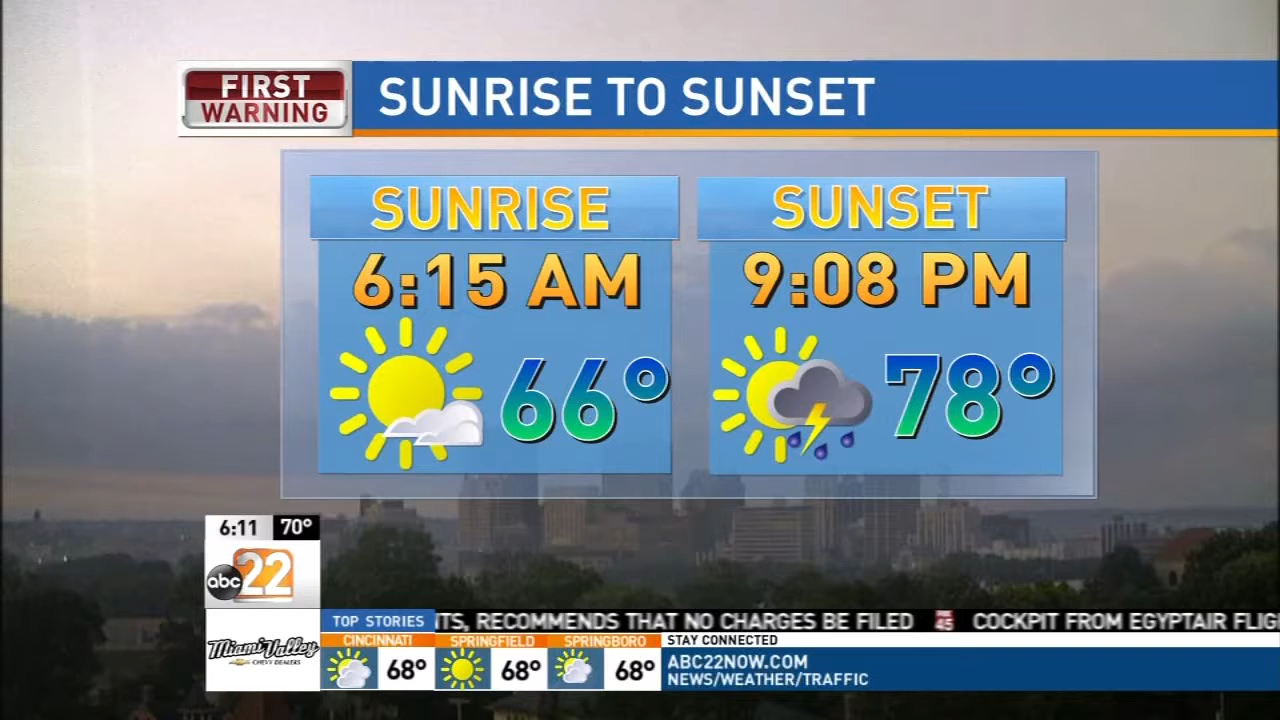 FIRST
WARNING
SUNRISE TO SUNSET
SUNRISE
6:15 AM
66°
SUNSET
9:08 PM
78°
6:11 70°
abc 22
Miami Valley
CHEVY DEALERS
TOP STORIES
TS, RECOMMENDS THAT NO CHARGES BE FILED FOX 45 COCKPIT FROM EGYPTAIR FLIG
CINCINNATI SPRINGFIELD SPRINGBORO
68° 68° 68°
STAY CONNECTED
ABC22NOW.COM
NEWS/WEATHER/TRAFFIC